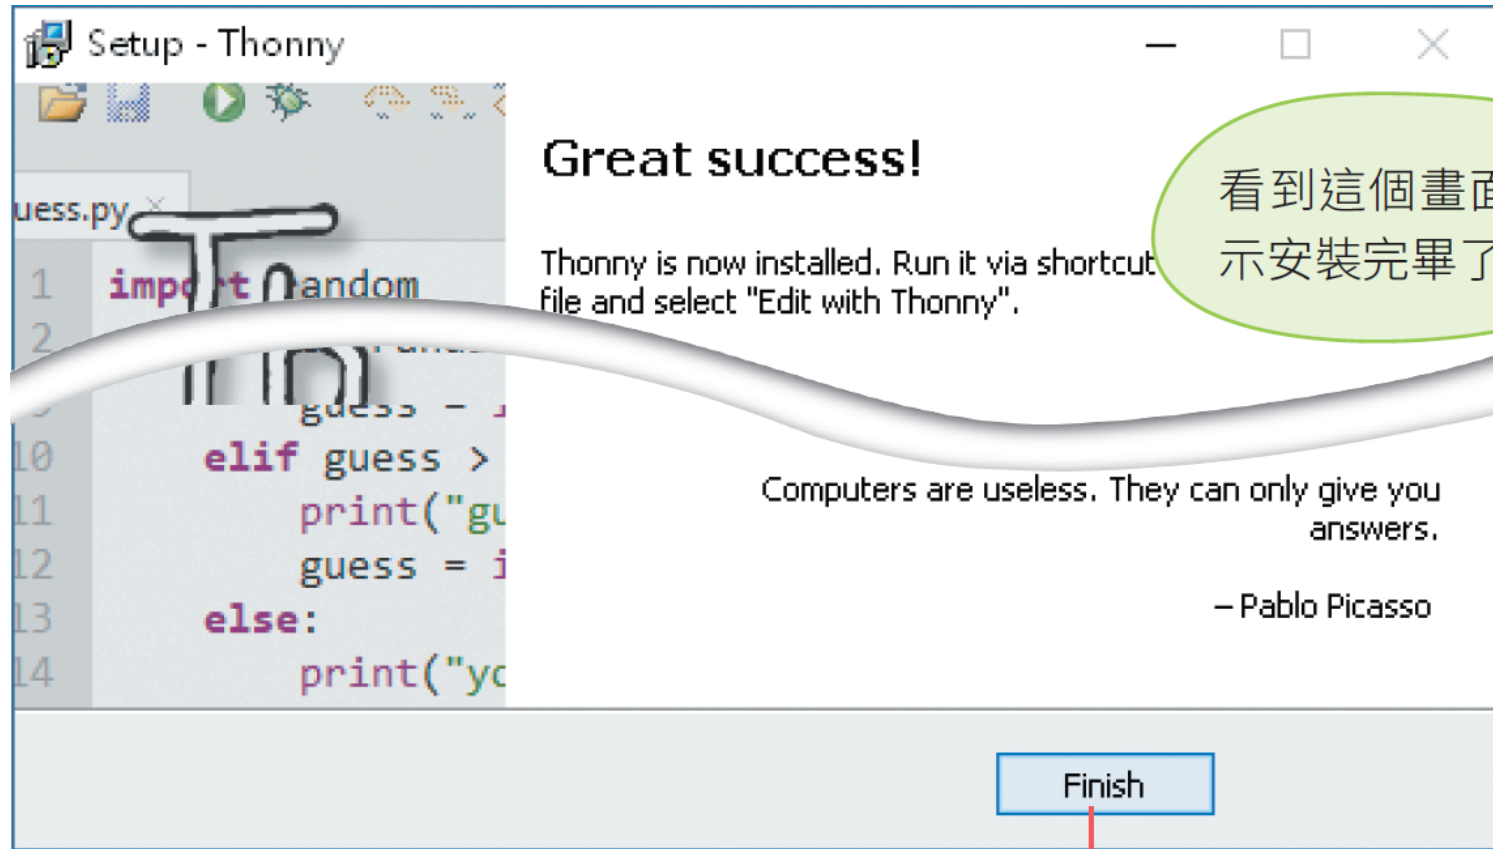 Setup - Thonny
uess.py
Great success!
Thonny is now installed. Run it via shortcut
file and select "Edit with Thonny".
看到這個畫面
示安裝完畢了
1 import random
2
guess = i
10 elif guess >
11 print("gu
12 guess = i
13 else:
14 print("yo
Computers are useless. They can only give you
answers.
– Pablo Picasso
Finish